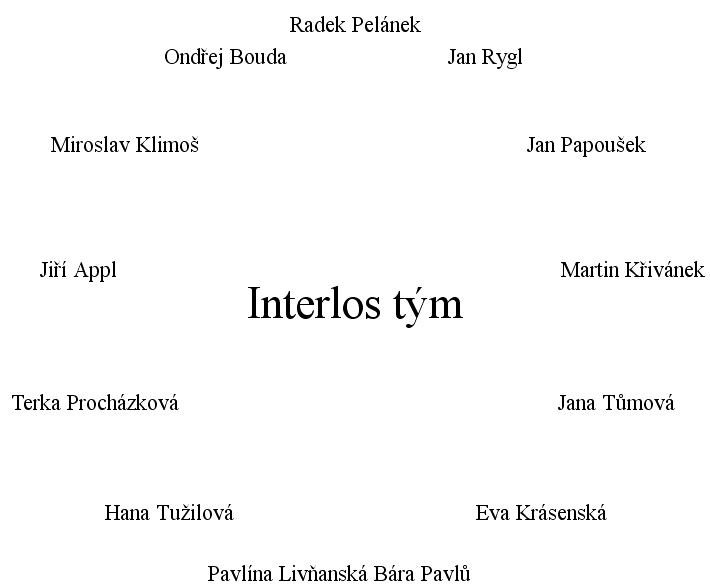 Radek Pelánek
Ondřej Bouda
Jan Rygl
Miroslav Klimoš
Jan Papoušek
Jiří Appl
Martin Křivánek
Interlos tým
Terka Procházková
Jana Tůmová
Hana Tužilová
Eva Krásenská
Pavlína Livňanská Bára Pavlů